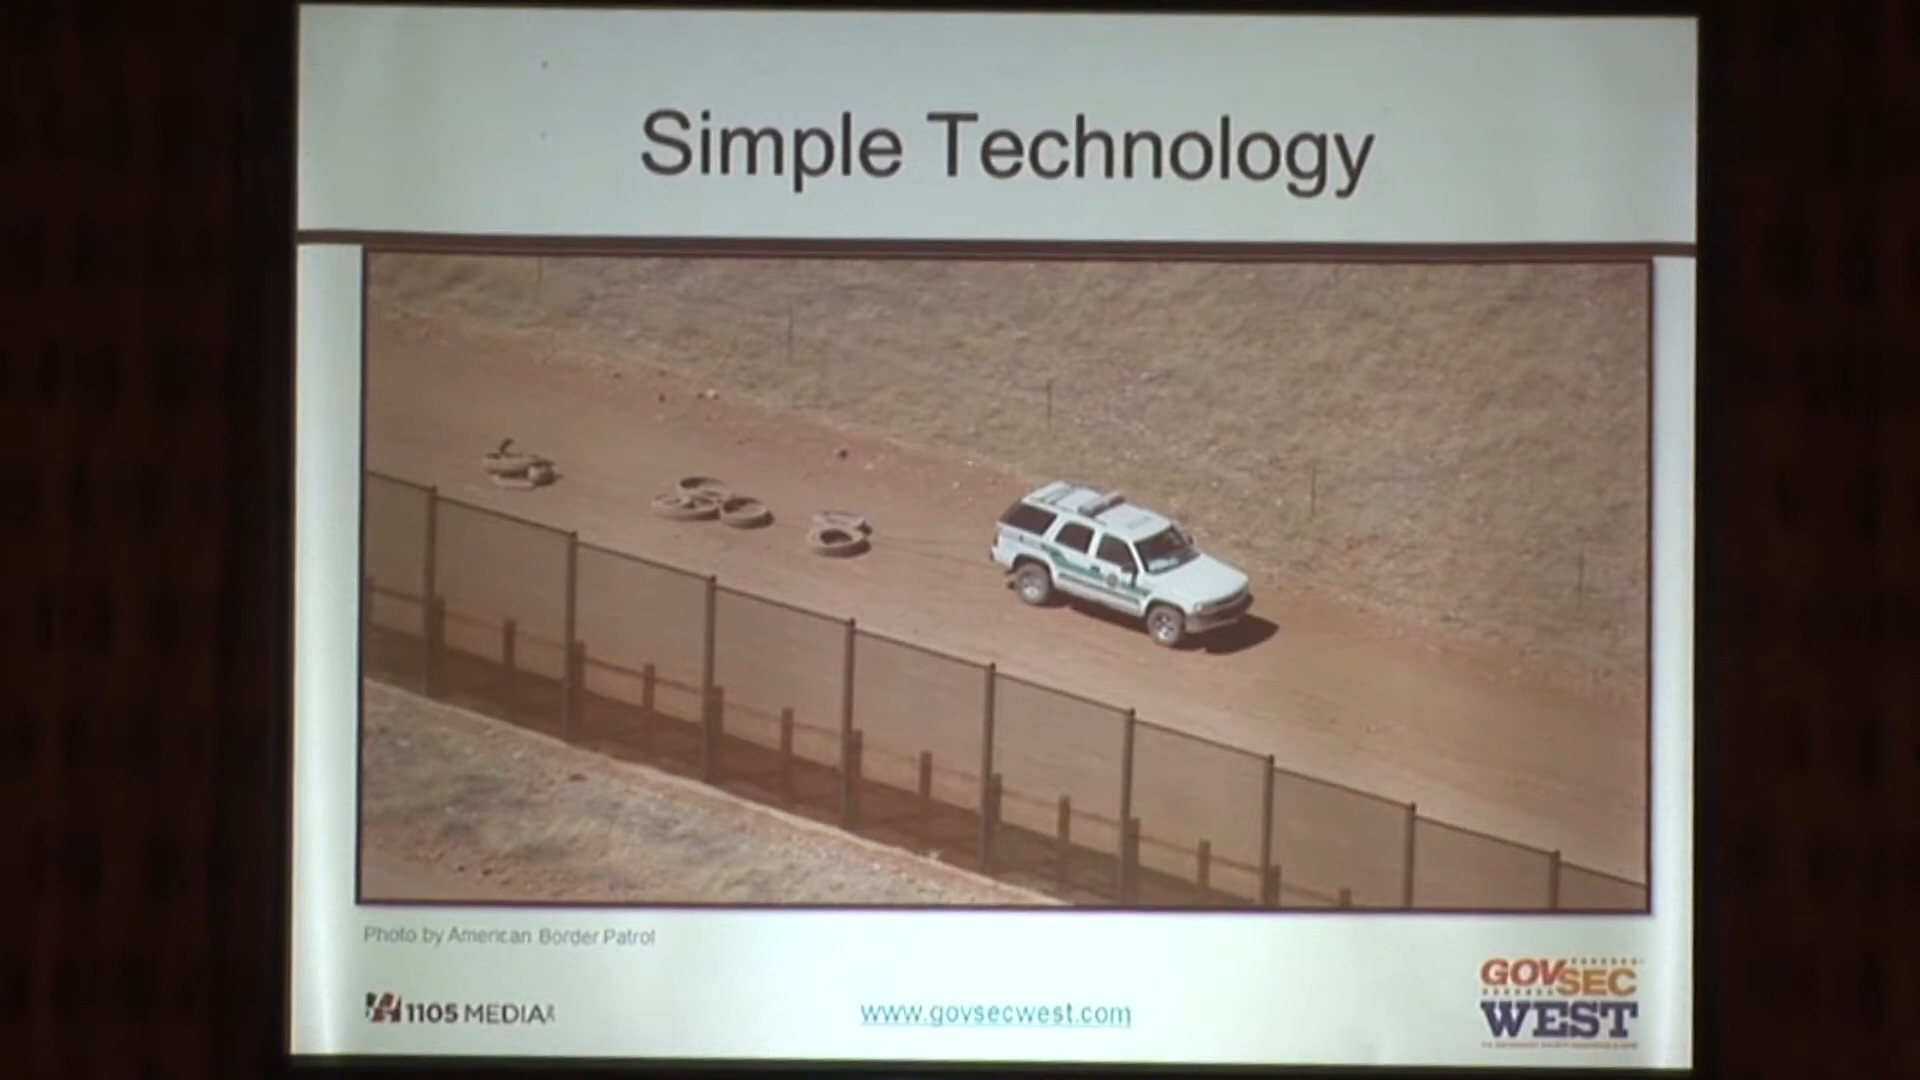 Simple Technology
Photo by American Border Patrol
1105 MEDIA
www.govsecwest.com
GOVSEC
WEST